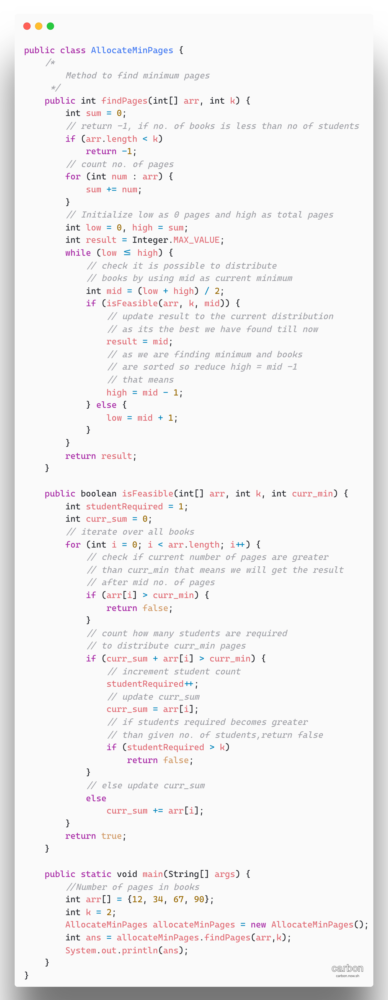 public class AllocateMinPages {
    /*
        Method to find minimum pages
     */
    public int findPages(int[] arr, int k) {
        int sum = 0;
        // return -1, if no. of books is less than no of students
        if (arr.length < k)
            return -1;
        // count no. of pages
        for (int num : arr) {
            sum += num;
        }
        // Initialize low as 0 pages and high as total pages
        int low = 0, high = sum;
        int result = Integer.MAX_VALUE;
        while (low <= high) {
            // check it is possible to distribute
            // books by using mid as current minimum
            int mid = (low + high) / 2;
            if (isFeasible(arr, k, mid)) {
                // update result to the current distribution
                // as its the best we have found till now
                result = mid;
                // as we are finding minimum and books
                // are sorted so reduce high = mid -1
                // that means
                high = mid - 1;
            } else {
                low = mid + 1;
            }
        }
        return result;
    }

    public boolean isFeasible(int[] arr, int k, int curr_min) {
        int studentRequired = 1;
        int curr_sum = 0;
        // iterate over all books
        for (int i = 0; i < arr.length; i++) {
            // check if current number of pages are greater
            // than curr_min that means we will get the result
            // after mid no. of pages
            if (arr[i] > curr_min) {
                return false;
            }
            // count how many students are required
            // to distribute curr_min pages
            if (curr_sum + arr[i] > curr_min) {
                // increment student count
                studentRequired++;
                // update curr_sum
                curr_sum = arr[i];
                // if students required becomes greater
                // than given no. of students,return false
                if (studentRequired > k)
                    return false;
            }
            // else update curr_sum
            else
                curr_sum += arr[i];
        }
        return true;
    }

    public static void main(String[] args) {
        //Number of pages in books
        int arr[] = {12, 34, 67, 90};
        int k = 2;
        AllocateMinPages allocateMinPages = new AllocateMinPages();
        int ans = allocateMinPages.findPages(arr,k);
        System.out.println(ans);
    }
}
carbon
carbon.now.sh